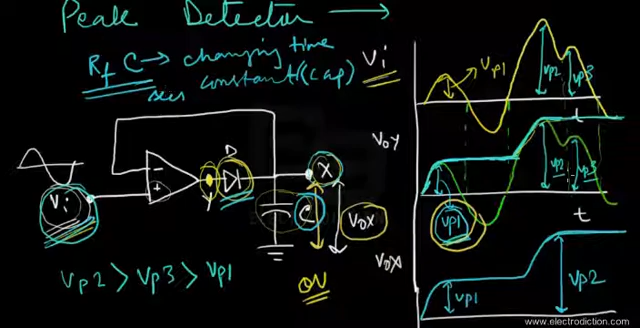 Peak Detector →
Rf C → changing time
constant (cap)
Vi
Vp1
Vp2
Vp3
D
- 
+
Vi
Y
X
C
VoX
0V
Vp2 > Vp3 > Vp1
VoY
Vp1
Vp2
Vp3
t
t
VoX
Vp1
Vp2
www.electrodiction.com